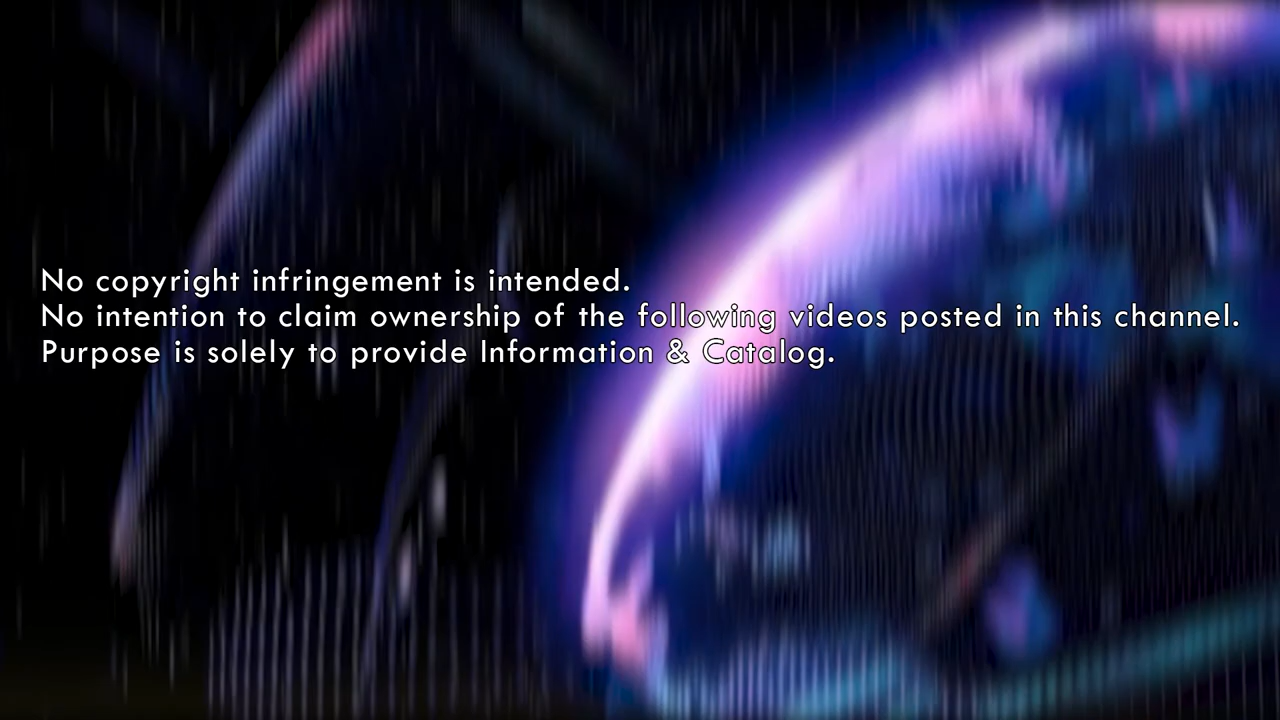 No copyright infringement is intended.
No intention to claim ownership of the following videos posted in this channel.
Purpose is solely to provide Information & Catalog.